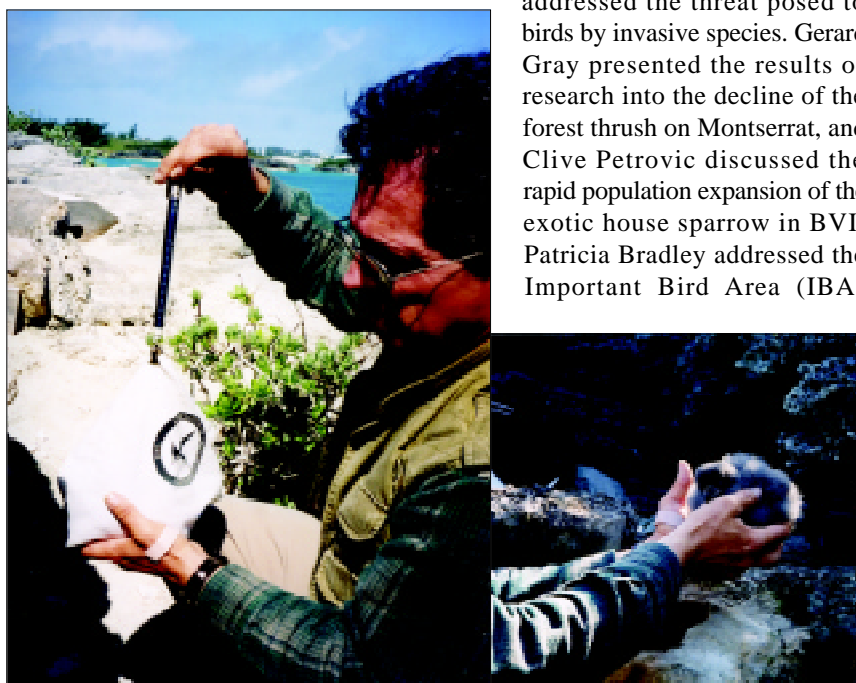 addressed the threat posed to
birds by invasive species. Gerard
Gray presented the results of
research into the decline of the
forest thrush on Montserrat, and
Clive Petrovic discussed the
rapid population expansion of the
exotic house sparrow in BVI
Patricia Bradley addressed the
Important Bird Area (IBA